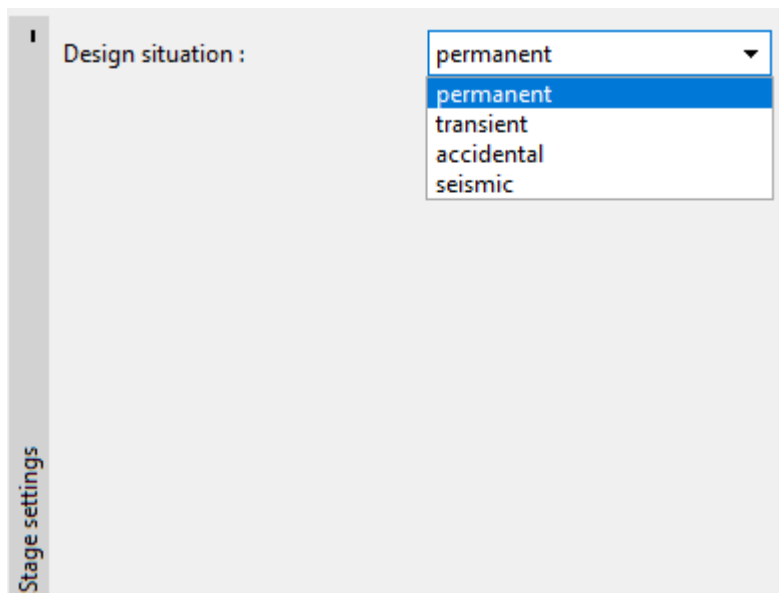 Design situation :
permanent
permanent
transient
accidental
seismic
Stage settings